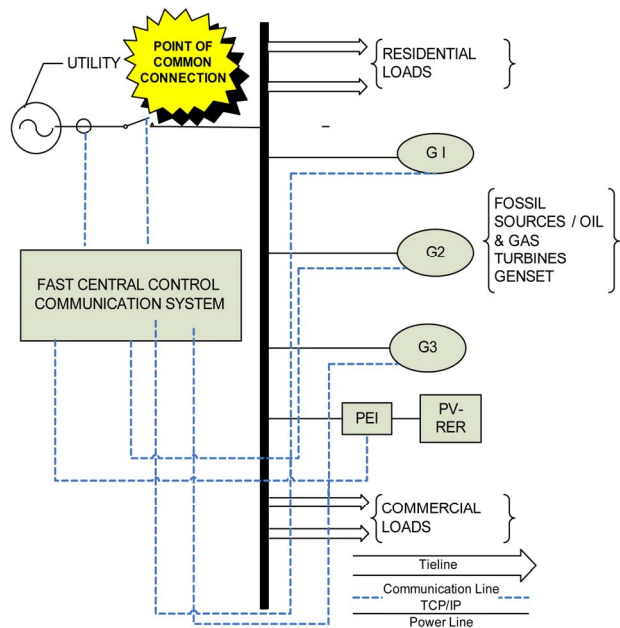 POINT OF
COMMON
CONNECTION
UTILITY
RESIDENTIAL
LOADS
G I
FOSSIL
SOURCES / OIL
& GAS
TURBINES
GENSET
G2
FAST CENTRAL CONTROL
COMMUNICATION SYSTEM
G3
PEI
PV-
RER
COMMERCIAL
LOADS
Tieline
Communication Line
TCP/IP
Power Line